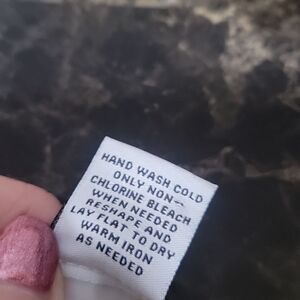 HAND WASH COLD
ONLY NON-
CHLORINE BLEACH
WHEN NEEDED
RESHAPE AND
LAY FLAT TO DRY
WARM IRON
AS NEEDED